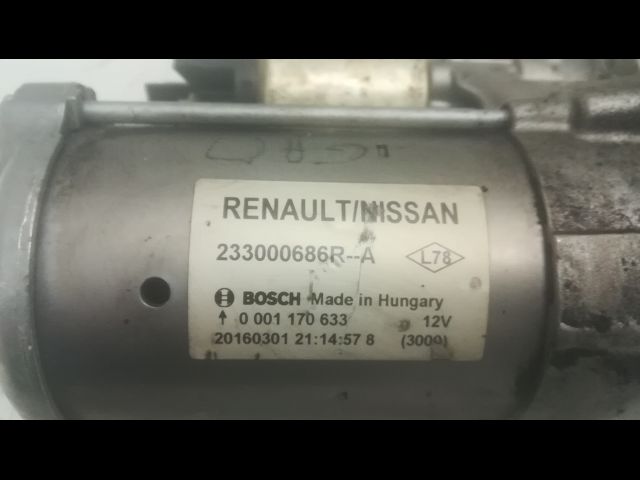 RENAULT/NISSAN
233000686R--A L78
BOSCH Made in Hungary
↑ 0 001 170 633 12V
20160301 21:14:57 8 (3000)